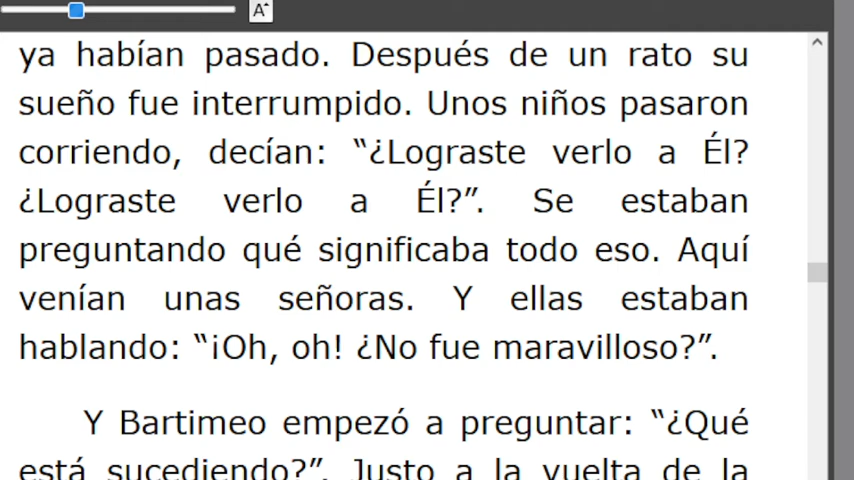 A
ya habían pasado. Después de un rato su
sueño fue interrumpido. Unos niños pasaron
corriendo, decían: “¿Lograste verlo a Él?
¿Lograste verlo a Él?”. Se estaban
preguntando qué significaba todo eso. Aquí
venían unas señoras. Y ellas estaban
hablando: “¡Oh, oh! ¿No fue maravilloso?”.
Y Bartimeo empezó a preguntar: “¿Qué
está sucediendo?”. Justo a la vuelta de la